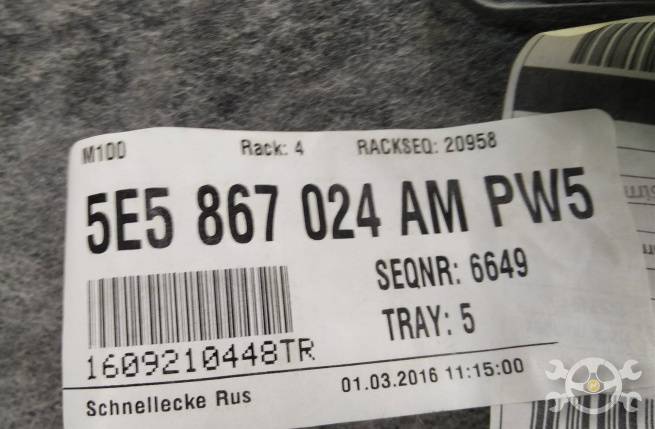 M100 Rack: 4 RACKSEQ: 20958
5E5 867 024 AM PW5
SEQNR: 6649
TRAY: 5
1609210448TR
Schnellecke Rus 01.03.2016 11:15:00